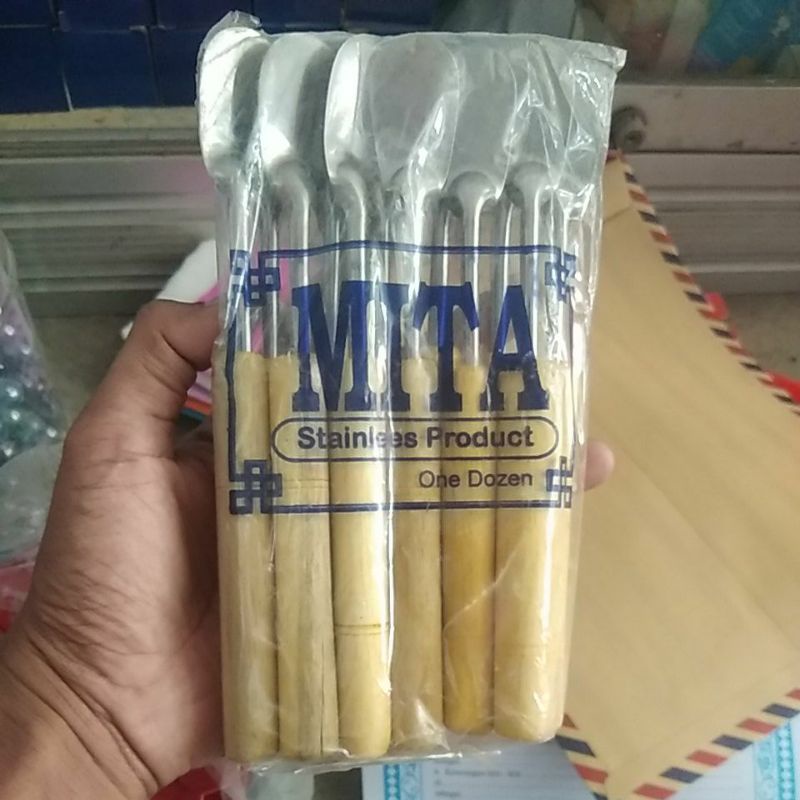 MITA
Stainlees Product
One Dozen